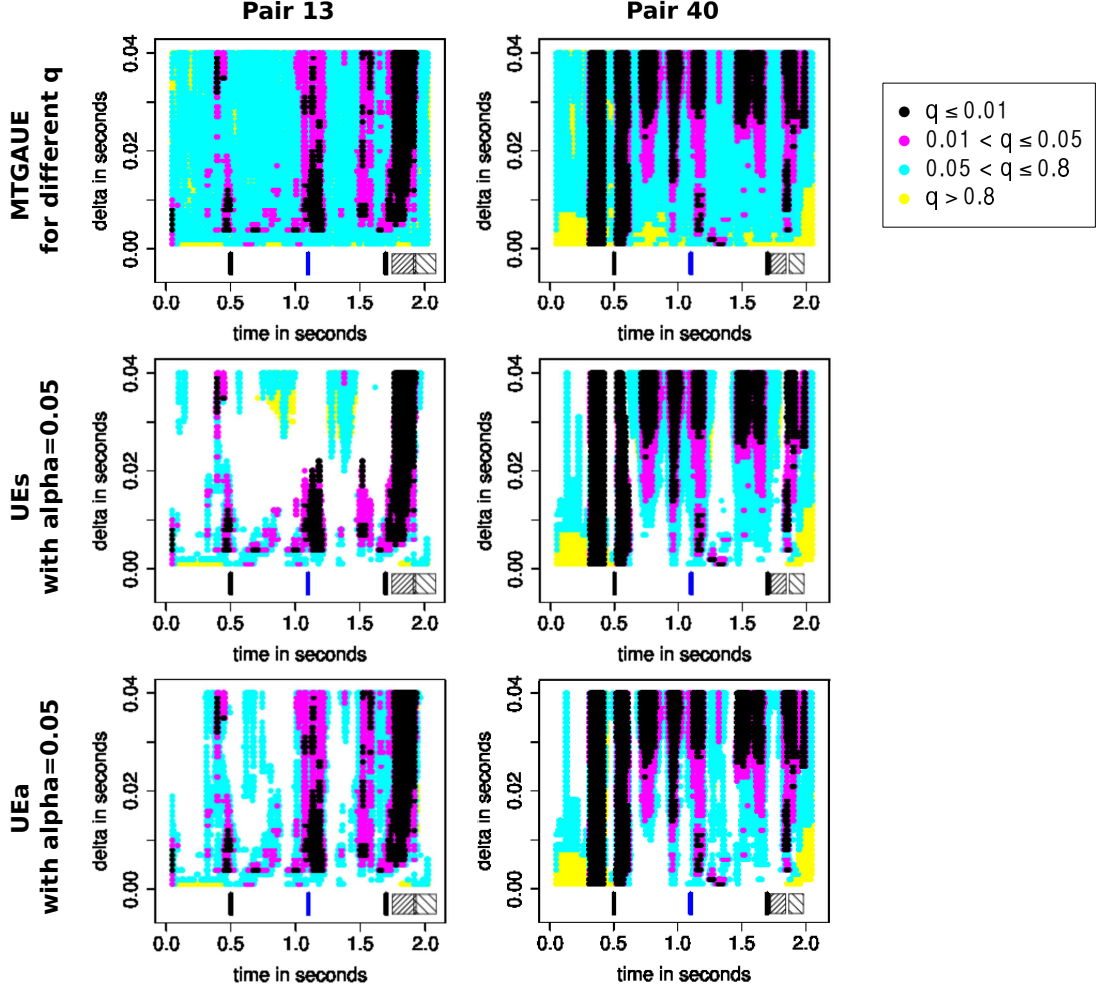 Pair 13
Pair 40
MTGAUE
for different q
delta in seconds
0.00
0.02
0.04
0.0
0.5
1.0
1.5
2.0
time in seconds
delta in seconds
0.00
0.02
0.04
0.0
0.5
1.0
1.5
2.0
time in seconds
q ≤ 0.01
0.01 < q ≤ 0.05
0.05 < q ≤ 0.8
q > 0.8
UEs
with alpha=0.05
delta in seconds
0.00
0.02
0.04
0.0
0.5
1.0
1.5
2.0
time in seconds
delta in seconds
0.00
0.02
0.04
0.0
0.5
1.0
1.5
2.0
time in seconds
UEa
with alpha=0.05
delta in seconds
0.00
0.02
0.04
0.0
0.5
1.0
1.5
2.0
time in seconds
delta in seconds
0.00
0.02
0.04
0.0
0.5
1.0
1.5
2.0
time in seconds